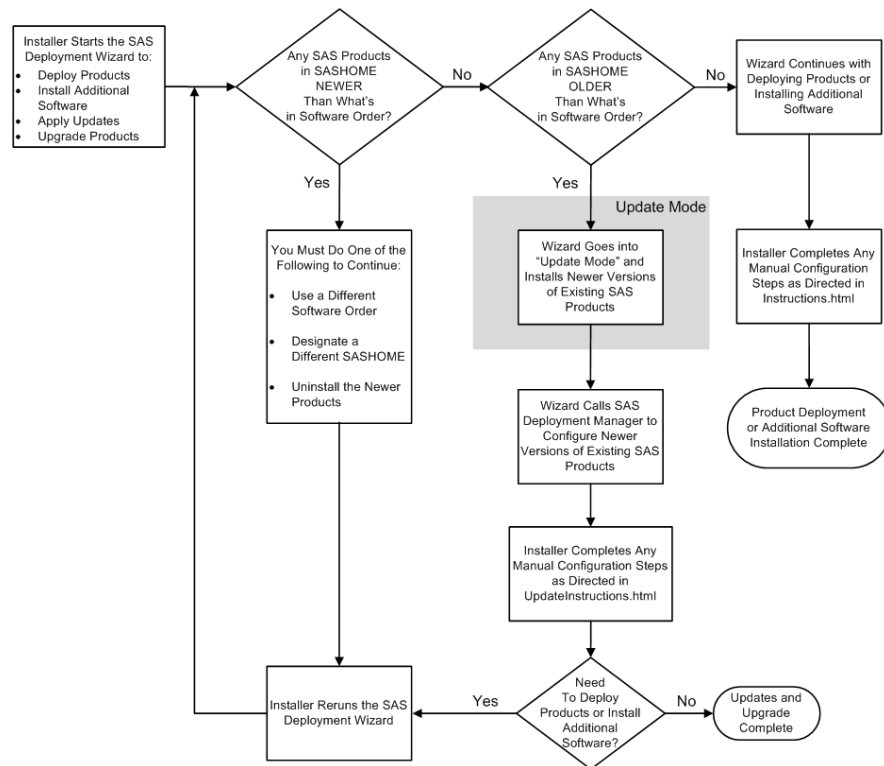 Installer Starts the SAS
Deployment Wizard to:
• Deploy Products
• Install Additional
Software
• Apply Updates
• Upgrade Products
Any SAS Products
in SASHOME
NEWER
Than What's
in Software Order?
No
Any SAS Products
in SASHOME
OLDER
Than What's
in Software Order?
No
Wizard Continues with
Deploying Products or
Installing Additional
Software
Yes
Yes
Update Mode
You Must Do One of the
Following to Continue:
• Use a Different
Software Order
• Designate a
Different SASHOME
• Uninstall the Newer
Products
Wizard Goes into
“Update Mode” and
Installs Newer Versions
of Existing SAS
Products
Installer Completes Any
Manual Configuration
Steps as Directed in
Instructions.html
Wizard Calls SAS
Deployment Manager to
Configure Newer
Versions of Existing SAS
Products
Product Deployment
or Additional Software
Installation Complete
Installer Completes Any
Manual Configuration Steps
as Directed in
UpdateInstructions.html
Installer Reruns the SAS
Deployment Wizard
Yes
Need
To Deploy
Products or Install
Additional
Software?
No
Updates and
Upgrade
Complete